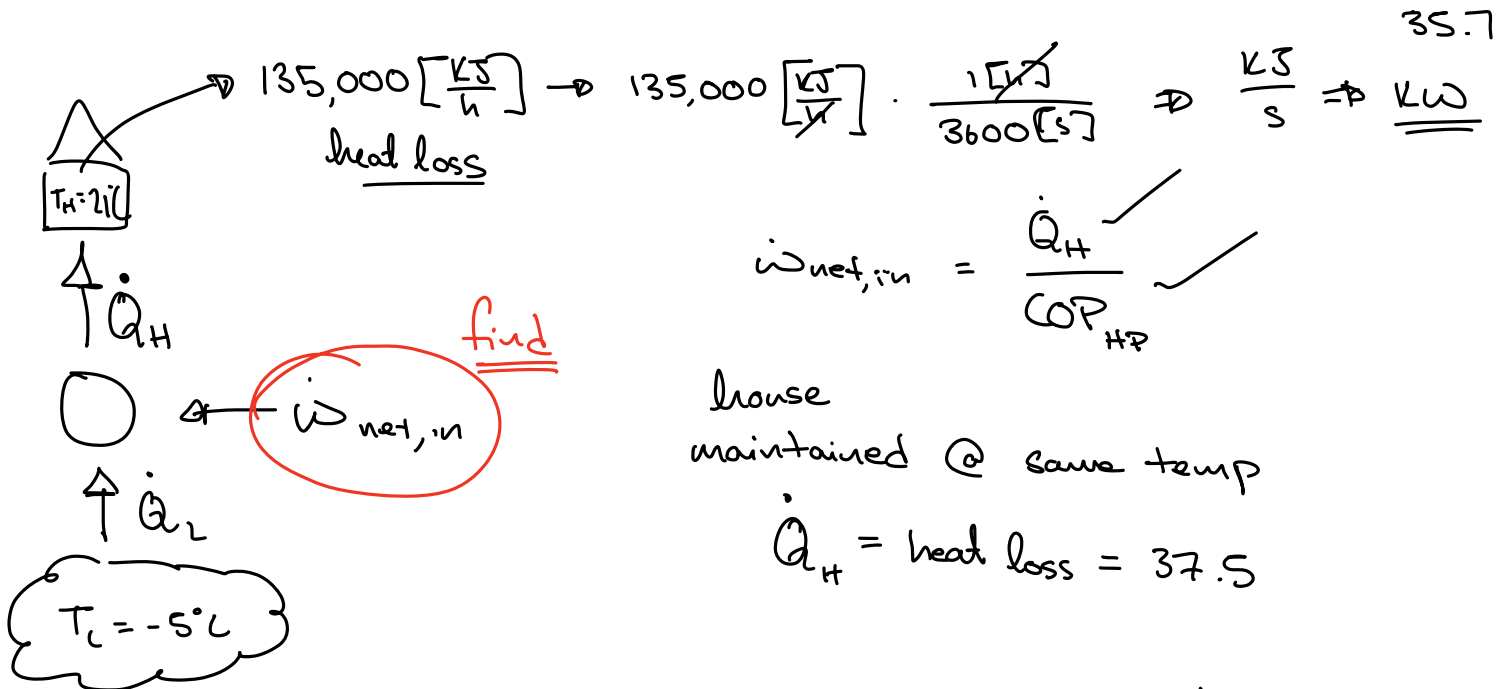 35.7
135,000 [kJ/h] → 135,000 [kJ/h] · 1[h]/3600[s] ⇒ kJ/s ⇒ kW
heat loss
T_H = 21°C
Q̇_H
ẇ_net,in = Q̇_H / COP_HP
find
ẇ_net,in
house
maintained @ same temp
Q̇_L
Q̇_H = heat loss = 37.5
T_L = -5°C